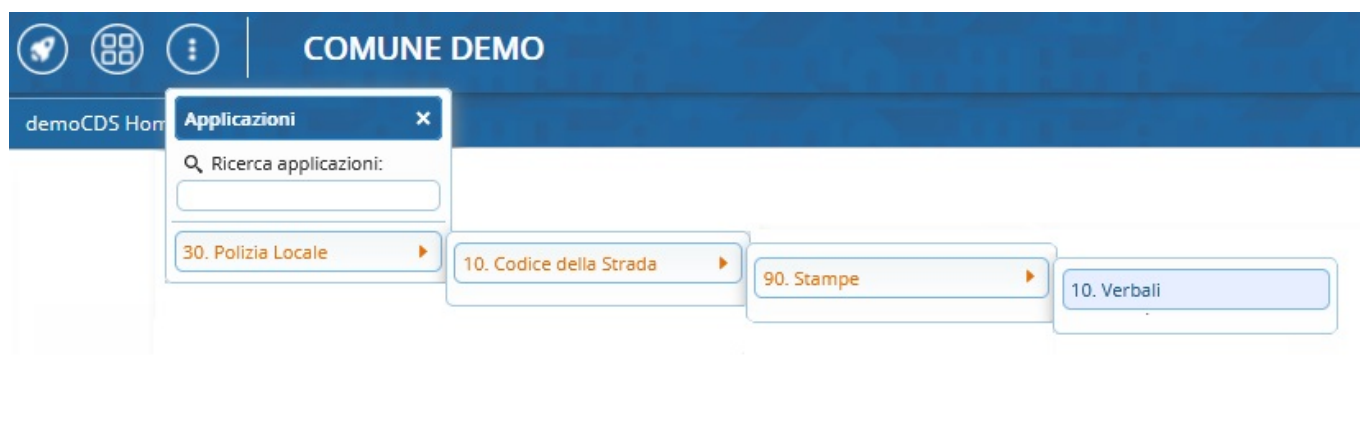 COMUNE DEMO
demoCDS Hom
Applicazioni ×
Ricerca applicazioni:
30. Polizia Locale
10. Codice della Strada
90. Stampe
10. Verbali